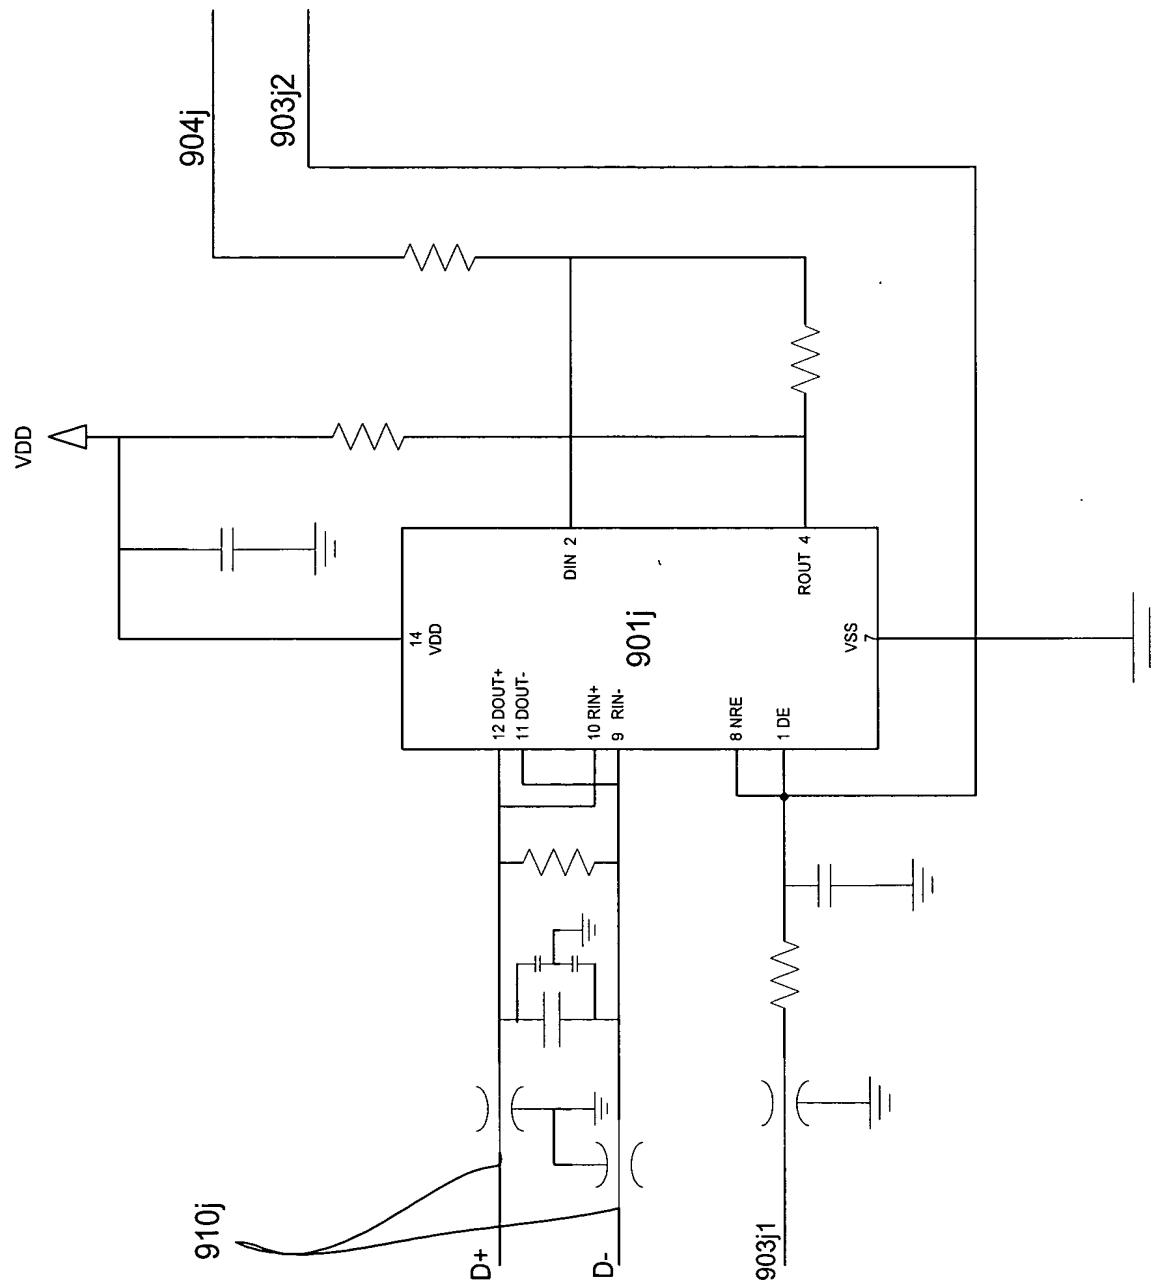 904j
903j2
VDD
DIN 2
ROUT 4
14
VDD
901j
VSS
7
12 DOUT+
11 DOUT-
10 RIN+
9 RIN-
8 NRE
1 DE
910j
D+
D-
903j1